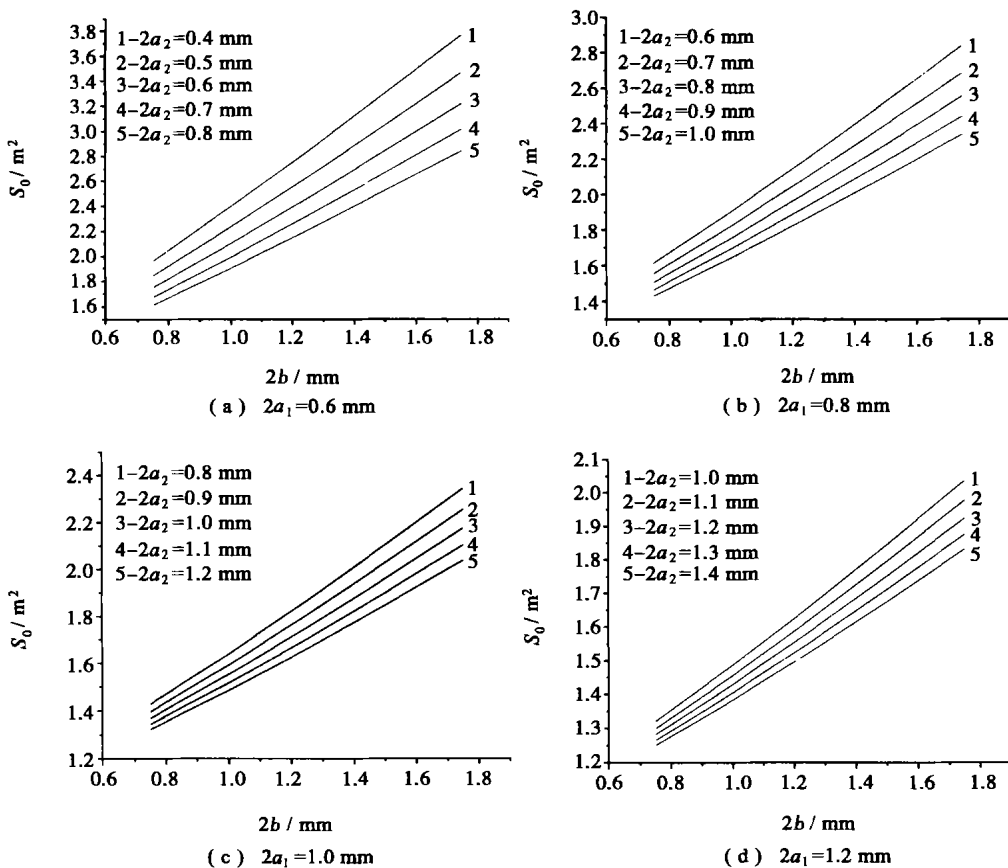 1-2a₂=0.4 mm
2-2a₂=0.5 mm
3-2a₂=0.6 mm
4-2a₂=0.7 mm
5-2a₂=0.8 mm
3.8
3.6
3.4
3.2
3.0
2.8
2.6
2.4
2.2
2.0
1.8
1.6
S₀/ m²
1
2
3
4
5
0.6 0.8 1.0 1.2 1.4 1.6 1.8
2b / mm
( a ) 2a₁=0.6 mm
1-2a₂=0.6 mm
2-2a₂=0.7 mm
3-2a₂=0.8 mm
4-2a₂=0.9 mm
5-2a₂=1.0 mm
3.0
2.8
2.6
2.4
2.2
2.0
1.8
1.6
1.4
S₀/ m²
1
2
3
4
5
0.6 0.8 1.0 1.2 1.4 1.6 1.8
2b / mm
( b ) 2a₁=0.8 mm
1-2a₂=0.8 mm
2-2a₂=0.9 mm
3-2a₂=1.0 mm
4-2a₂=1.1 mm
5-2a₂=1.2 mm
2.4
2.2
2.0
1.8
1.6
1.4
1.2
S₀/ m²
1
2
3
4
5
0.6 0.8 1.0 1.2 1.4 1.6 1.8
2b / mm
( c ) 2a₁=1.0 mm
1-2a₂=1.0 mm
2-2a₂=1.1 mm
3-2a₂=1.2 mm
4-2a₂=1.3 mm
5-2a₂=1.4 mm
2.1
2.0
1.9
1.8
1.7
1.6
1.5
1.4
1.3
1.2
S₀/ m²
1
2
3
4
5
0.6 0.8 1.0 1.2 1.4 1.6 1.8
2b / mm
( d ) 2a₁=1.2 mm